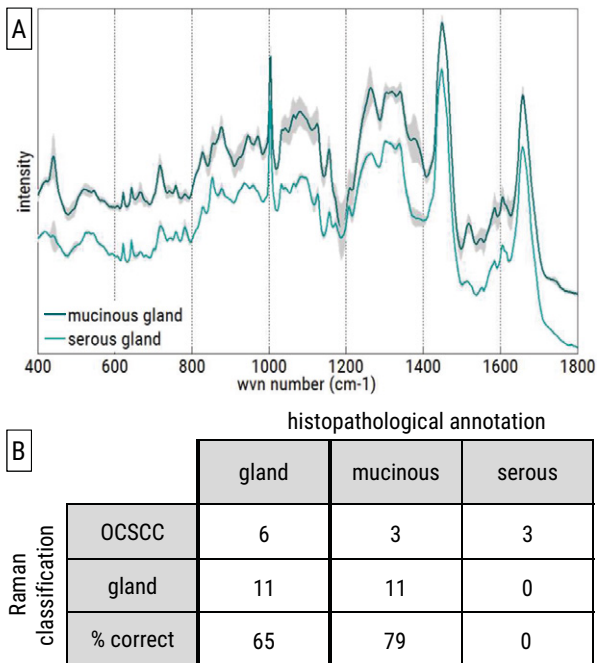 A
intensity
mucinous gland
serous gland
400 600 800 1000 1200 1400 1600 1800
wvn number (cm-1)
histopathological annotation
B
gland mucinous serous
Raman
classification
OCSCC 6 3 3
gland 11 11 0
% correct 65 79 0